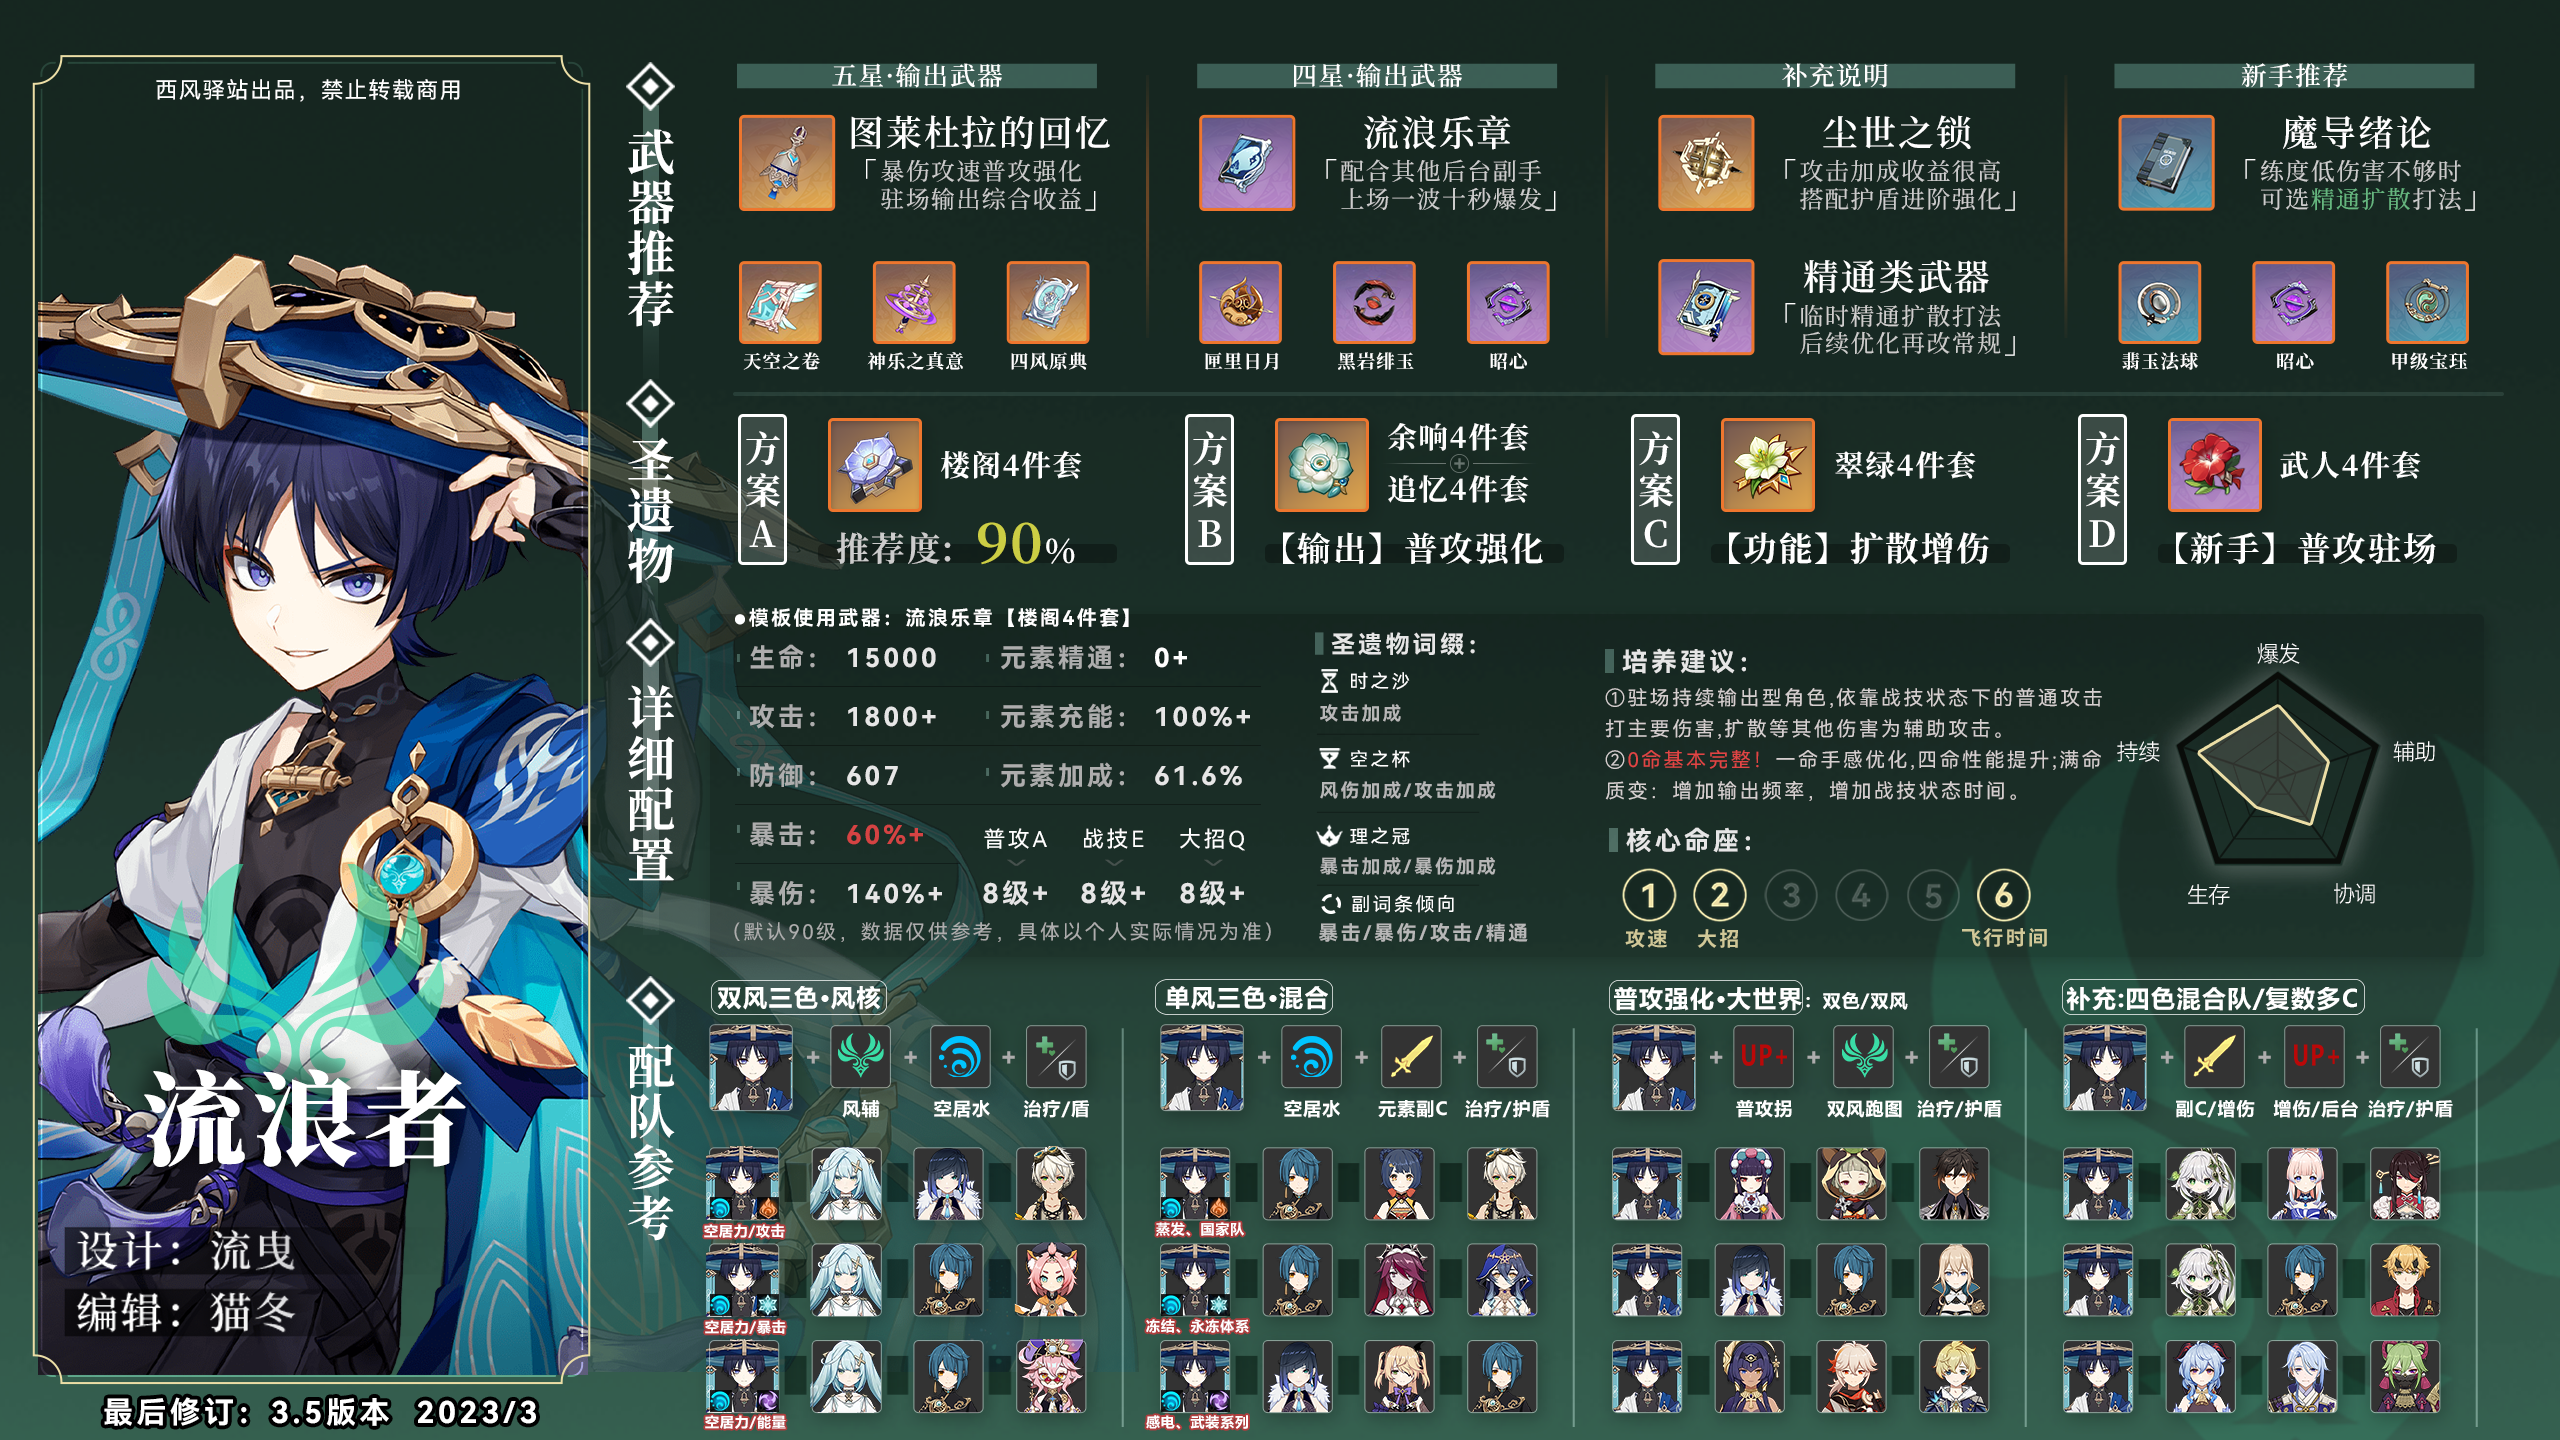 西风驿站出品，禁止转载商用
流浪者
设计：流曳
编辑：猫冬
最后修订：3.5版本 2023/3
武器推荐
五星·输出武器
图莱杜拉的回忆
「暴伤攻速普攻强化
驻场输出综合收益」
天空之卷
神乐之真意
四风原典
四星·输出武器
流浪乐章
「配合其他后台副手
上场一波十秒爆发」
匣里日月
黑岩绯玉
昭心
补充说明
尘世之锁
「攻击加成收益很高
搭配护盾进阶强化」
精通类武器
「临时精通扩散打法
后续优化再改常规」
新手推荐
魔导绪论
「练度低伤害不够时
可选精通扩散打法」
翡玉法球
昭心
甲级宝珏
圣遗物
方案A
楼阁4件套
推荐度：90%
方案B
余响4件套
追忆4件套
【输出】普攻强化
方案C
翠绿4件套
【功能】扩散增伤
方案D
武人4件套
【新手】普攻驻场
详细配置
●模板使用武器：流浪乐章【楼阁4件套】
生命：15000 元素精通：0+
攻击：1800+ 元素充能：100%+
防御：607 元素加成：61.6%
暴击：60%+ 普攻A 战技E 大招Q
暴伤：140%+ 8级+ 8级+ 8级+
（默认90级，数据仅供参考，具体以个人实际情况为准）
圣遗物词缀：
时之沙
攻击加成
空之杯
风伤加成/攻击加成
理之冠
暴击加成/暴伤加成
副词条倾向
暴击/暴伤/攻击/精通
培养建议：
①驻场持续输出型角色,依靠战技状态下的普通攻击
打主要伤害,扩散等其他伤害为辅助攻击。
②0命基本完整！一命手感优化,四命性能提升;满命
质变：增加输出频率，增加战技状态时间。
核心命座：
1 2 3 4 5 6
攻速 大招 飞行时间
爆发
持续
辅助
生存
协调
配队参考
双风三色·风核
+ + +
风辅 空居水 治疗/盾
空居力/攻击
空居力/暴击
空居力/能量
单风三色·混合
+ + +
空居水 元素副C 治疗/护盾
蒸发、国家队
冻结、永冻体系
感电、武装系列
普攻强化·大世界：双色/双风
+ UP+ + +
普攻拐 双风跑图 治疗/护盾
补充:四色混合队/复数多C
+ + UP+ +
副C/增伤 增伤/后台 治疗/护盾